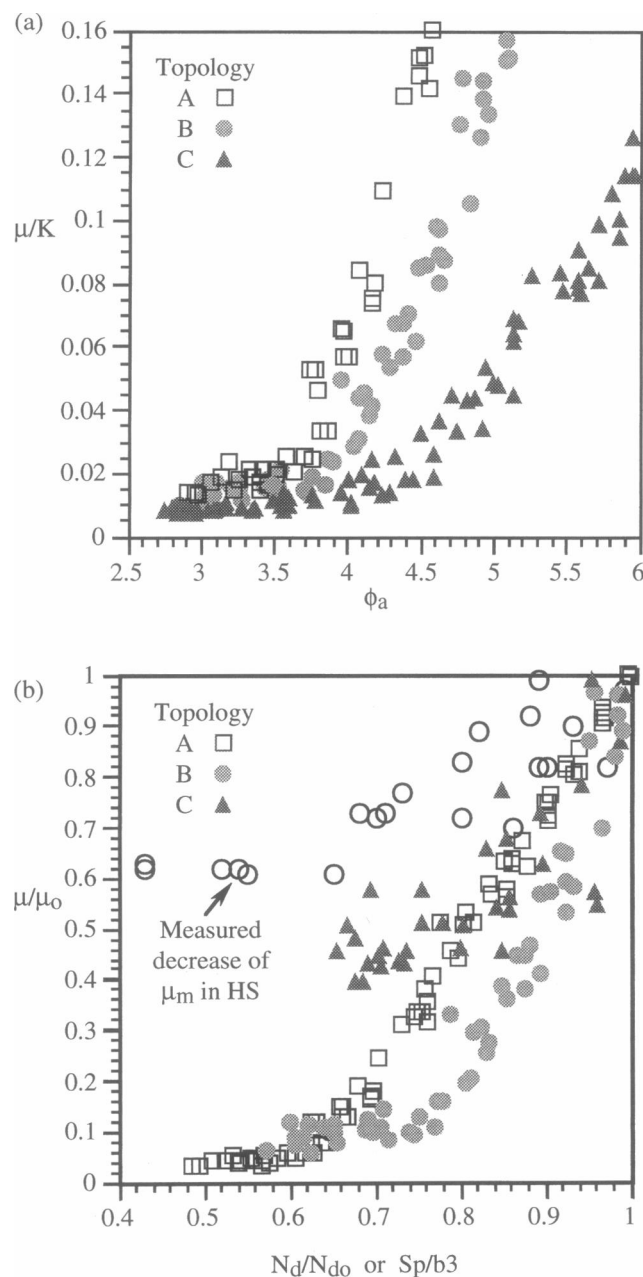 (a)
0.16
0.14
0.12
0.1
0.08
0.06
0.04
0.02
0
μ/K
Topology
A
B
C
2.5 3 3.5 4 4.5 5 5.5 6
ϕa
(b)
1
0.9
0.8
0.7
0.6
0.5
0.4
0.3
0.2
0.1
0
μ/μo
Topology
A
B
C
Measured
decrease of
μm in HS
0.4 0.5 0.6 0.7 0.8 0.9 1
Nd/Ndo or Sp/b3